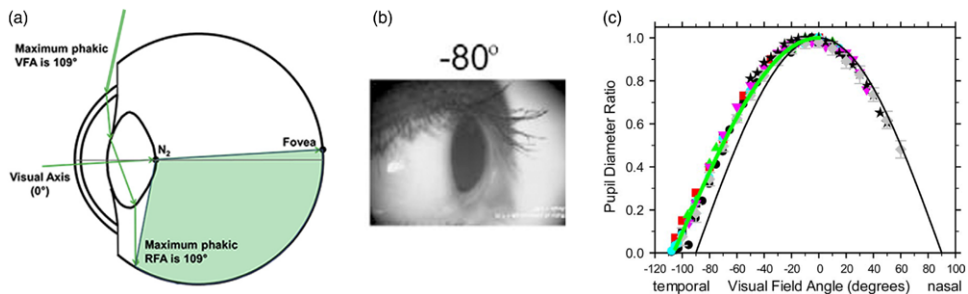 (a)
Maximum phakic
VFA is 109°
Visual Axis
(0°)
N2
Fovea
Maximum phakic
RFA is 109°
(b)
-80°
(c)
Pupil Diameter Ratio
1.0
0.8
0.6
0.4
0.2
0.0
-120 -100 -80 -60 -40 -20 0 20 40 60 80 100
temporal Visual Field Angle (degrees) nasal